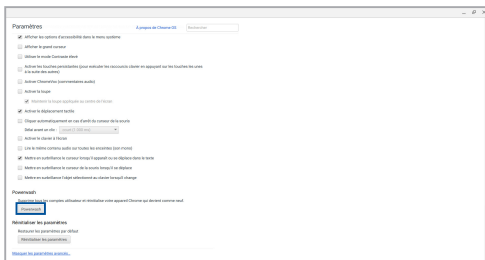 Paramètres
À propos de Chrome OS
Rechercher
Afficher les options d'accessibilité dans le menu système
Afficher le grand curseur
Utiliser le mode Contraste élevé
Activer les touches persistantes (pour exécuter les raccourcis clavier en appuyant sur les touches les unes
à la suite des autres)
Activer ChromeVox (commentaires audio)
Activer la loupe
Maintenir la loupe appliquée au centre de l'écran
Activer le déplacement tactile
Cliquer automatiquement en cas d'arrêt du curseur de la souris
Délai avant un clic :
Activer le clavier à l'écran
Lire le même contenu audio sur toutes les enceintes (son mono)
Mettre en surbrillance le curseur lorsqu'il apparaît ou se déplace dans le texte
Mettre en surbrillance le curseur de la souris lorsqu'il se déplace
Mettre en surbrillance l'objet sélectionné au clavier lorsqu'il change
Powerwash
Supprime tous les comptes utilisateur et réinitialise votre appareil Chrome qui devient comme neuf.
Powerwash
Réinitialiser les paramètres
Restaurer les paramètres par défaut
Réinitialiser les paramètres
Masquer les paramètres avancés...